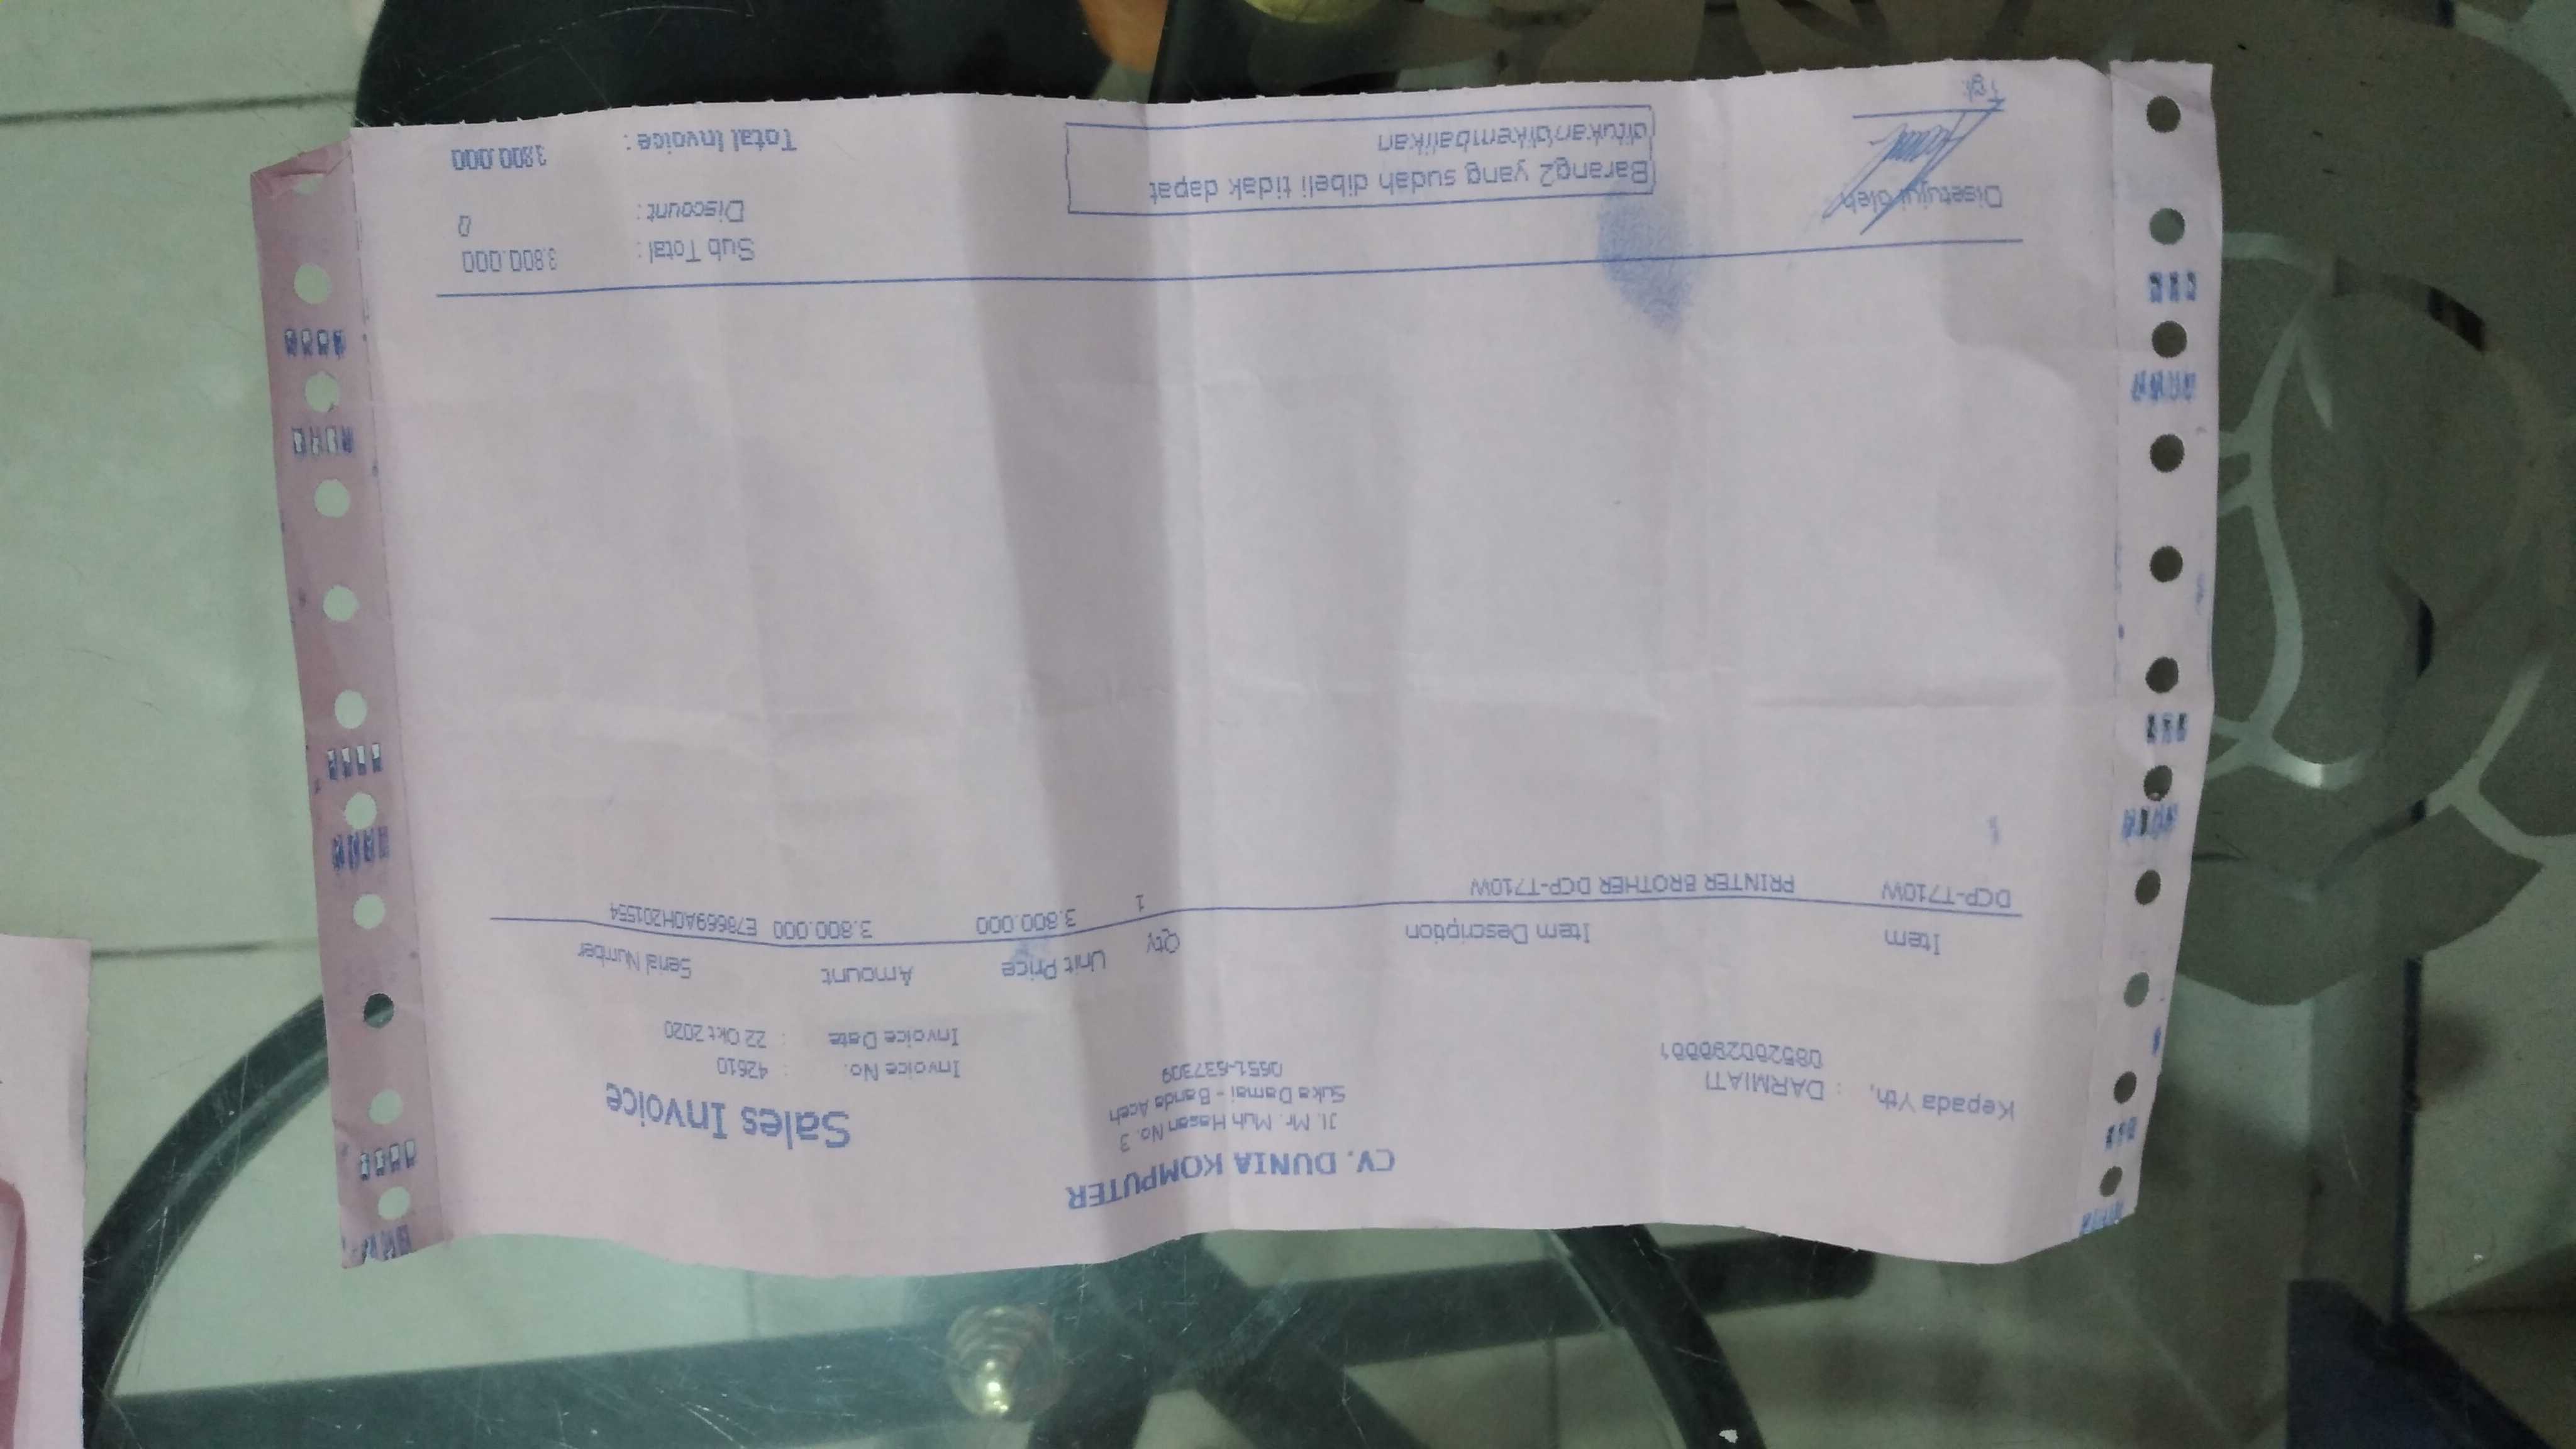 CV. DUNIA KOMPUTER
Jl. Mr. Muh Hasan No. 3
Suka Damai - Banda Aceh
0651-637309
Sales Invoice
Kepada Yth, : DARMIATI
Invoice No. : 42610
Invoice Date : 22 Okt 2020
Item Item Description Qty Unit Price Amount Serial Number
DCP-T710W PRINTER BROTHER DCP-T710W 1 3.800.000 3.800.000 E78669A0H201554
Disetujui oleh
Tgl:
Barang2 yang sudah dibeli tidak dapat
ditukar/dikembalikan
Sub Total : 3.800.000
Discount : 0
Total Invoice : 3.800.000